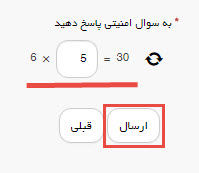 * به سوال امنیتی پاسخ دهید
6 × 5 = 30
ارسال
قبلی